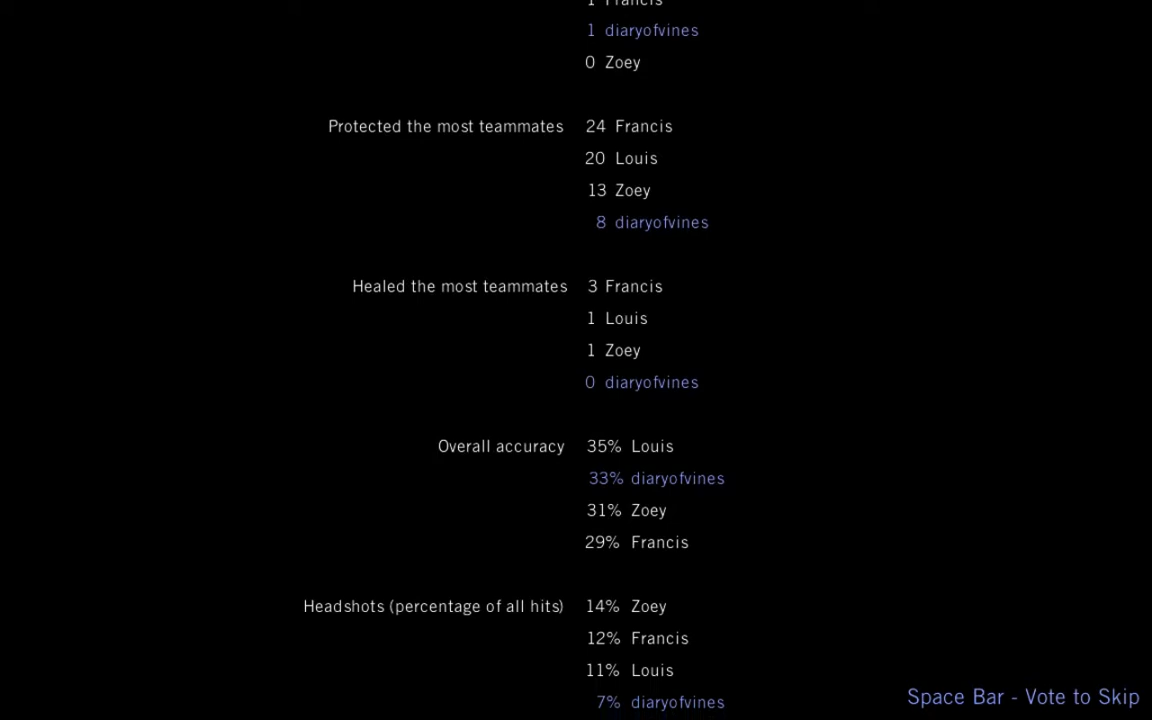 1 Francis
1 diaryofvines
0 Zoey
Protected the most teammates 24 Francis
20 Louis
13 Zoey
8 diaryofvines
Healed the most teammates 3 Francis
1 Louis
1 Zoey
0 diaryofvines
Overall accuracy 35% Louis
33% diaryofvines
31% Zoey
29% Francis
Headshots (percentage of all hits) 14% Zoey
12% Francis
11% Louis
7% diaryofvines
Space Bar - Vote to Skip